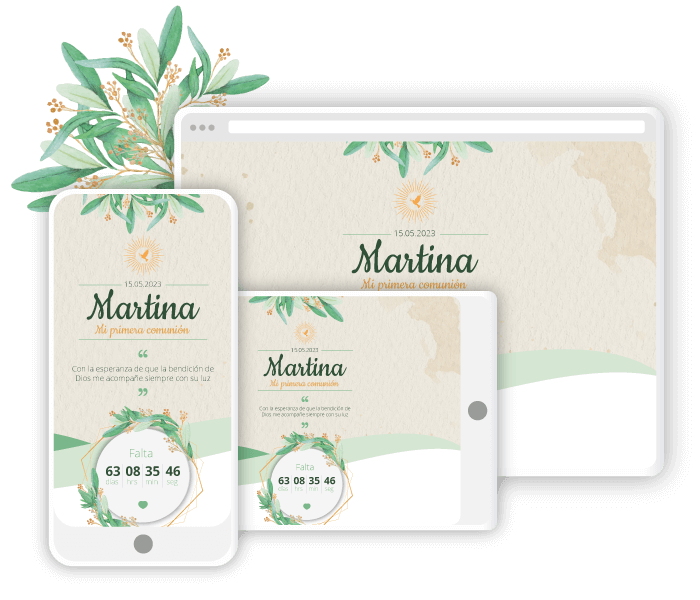 15.05.2023
Martina
Mi primera comunión
15.05.2023
Martina
Mi primera comunión
“
Con la esperanza de que la bendición de
Dios me acompañe siempre con su luz
”
Falta
63 08 35 46
días hrs min seg
15.05.2023
Martina
Mi primera comunión
“
Con la esperanza de que la bendición de
Dios me acompañe siempre con su luz
”
Falta
63 08 35 46
días hrs min seg